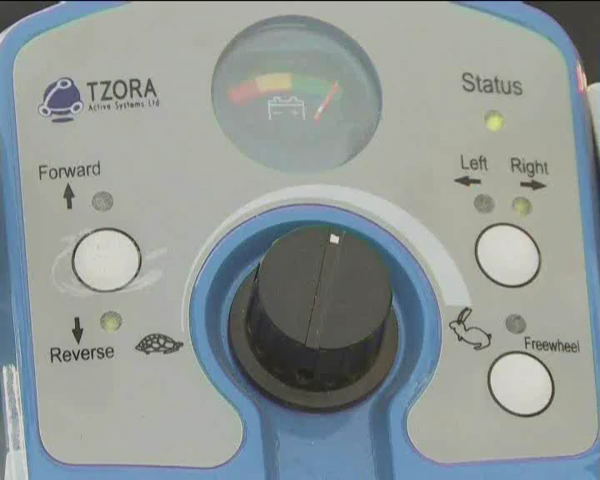 TZORA
Active Systems Ltd
Status
Forward
Left
Right
Reverse
Freewheel